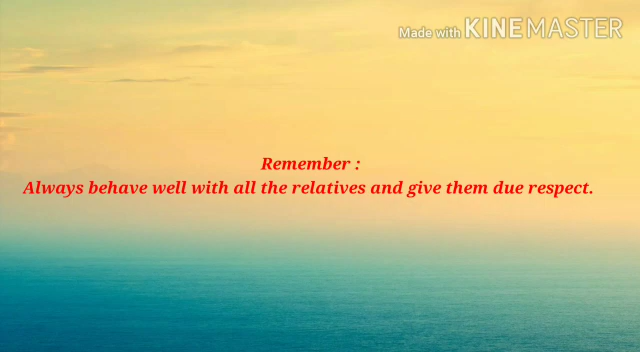 Made with KINEMASTER
Remember :
Always behave well with all the relatives and give them due respect.